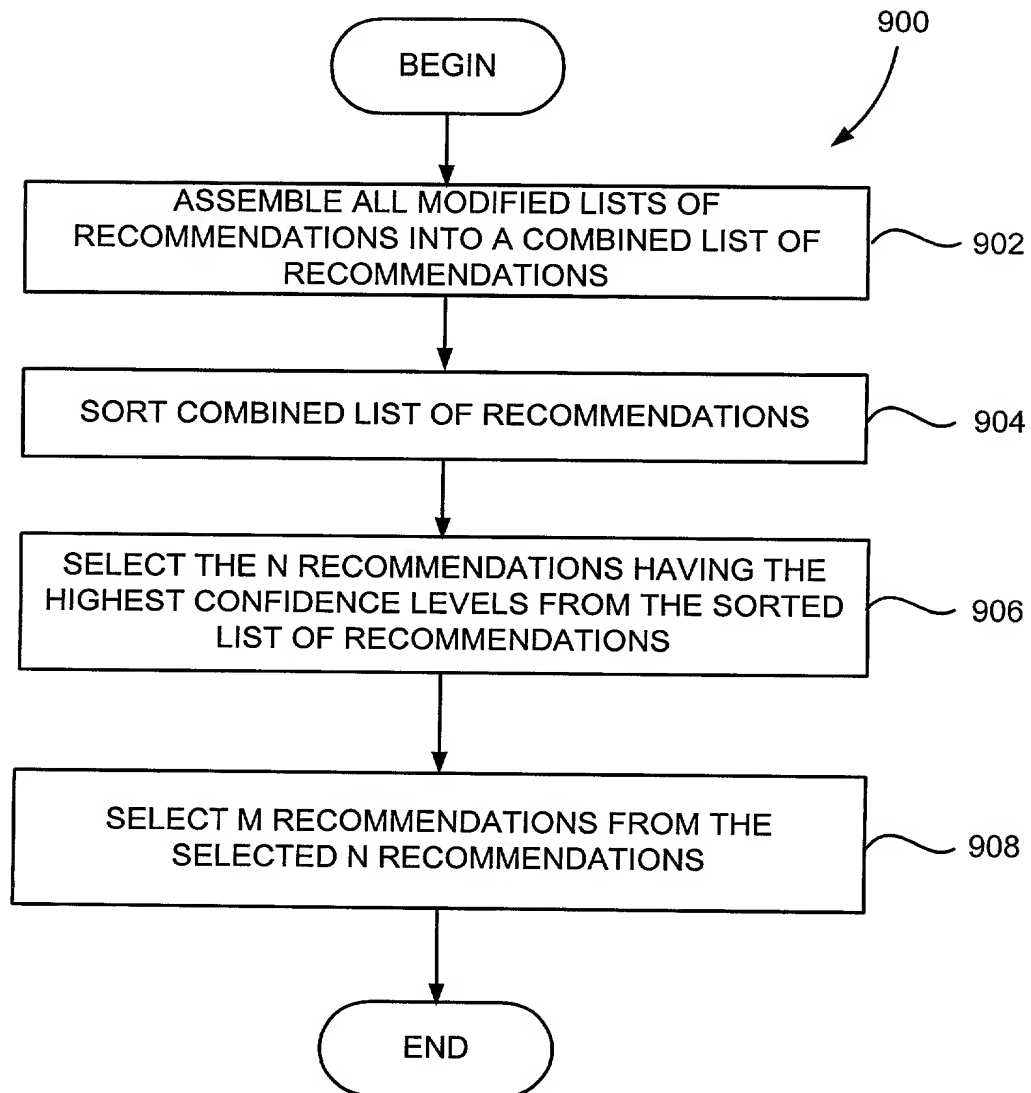 900
BEGIN
ASSEMBLE ALL MODIFIED LISTS OF
RECOMMENDATIONS INTO A COMBINED LIST OF
RECOMMENDATIONS
902
SORT COMBINED LIST OF RECOMMENDATIONS
904
SELECT THE N RECOMMENDATIONS HAVING THE
HIGHEST CONFIDENCE LEVELS FROM THE SORTED
LIST OF RECOMMENDATIONS
906
SELECT M RECOMMENDATIONS FROM THE
SELECTED N RECOMMENDATIONS
908
END